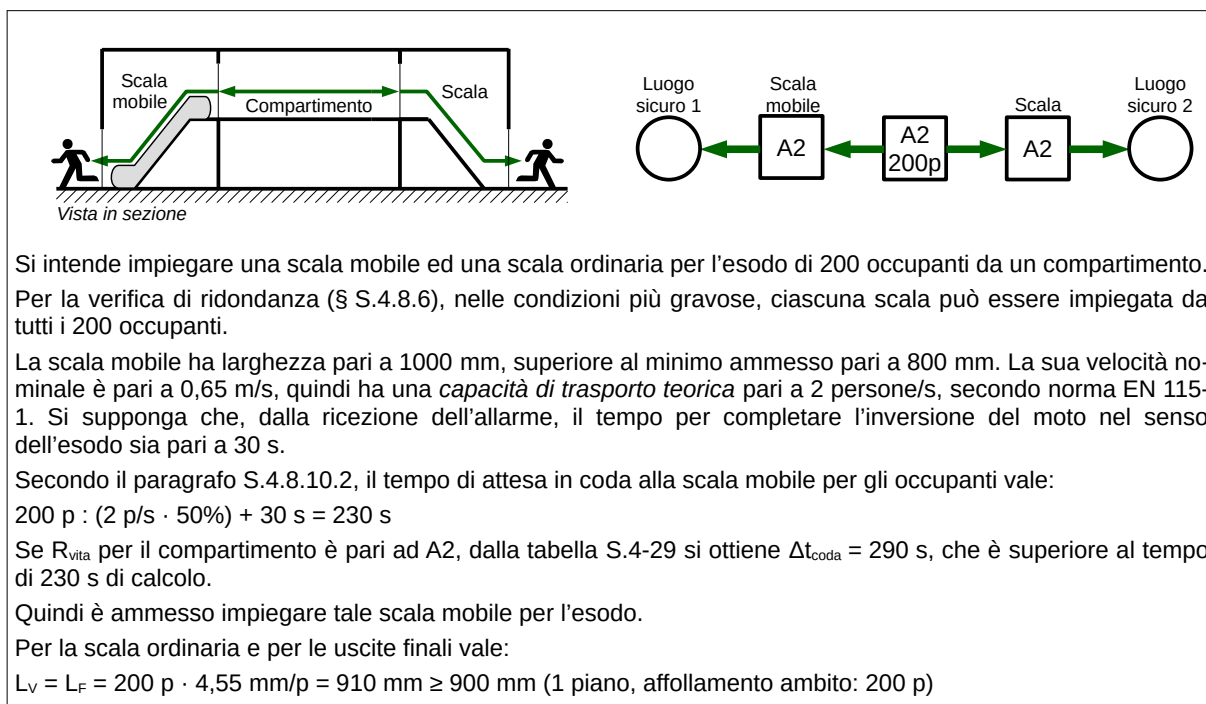 Scala
mobile
Compartimento
Scala
Vista in sezione
Luogo
sicuro 1
Scala
mobile
A2
A2
200p
Scala
A2
Luogo
sicuro 2
Si intende impiegare una scala mobile ed una scala ordinaria per l’esodo di 200 occupanti da un compartimento.
Per la verifica di ridondanza (§ S.4.8.6), nelle condizioni più gravose, ciascuna scala può essere impiegata da
tutti i 200 occupanti.
La scala mobile ha larghezza pari a 1000 mm, superiore al minimo ammesso pari a 800 mm. La sua velocità no-
minale è pari a 0,65 m/s, quindi ha una capacità di trasporto teorica pari a 2 persone/s, secondo norma EN 115-
1. Si supponga che, dalla ricezione dell’allarme, il tempo per completare l’inversione del moto nel senso
dell’esodo sia pari a 30 s.
Secondo il paragrafo S.4.8.10.2, il tempo di attesa in coda alla scala mobile per gli occupanti vale:
200 p : (2 p/s · 50%) + 30 s = 230 s
Se Rvita per il compartimento è pari ad A2, dalla tabella S.4-29 si ottiene Δtcoda = 290 s, che è superiore al tempo
di 230 s di calcolo.
Quindi è ammesso impiegare tale scala mobile per l’esodo.
Per la scala ordinaria e per le uscite finali vale:
LV = LF = 200 p · 4,55 mm/p = 910 mm ≥ 900 mm (1 piano, affollamento ambito: 200 p)